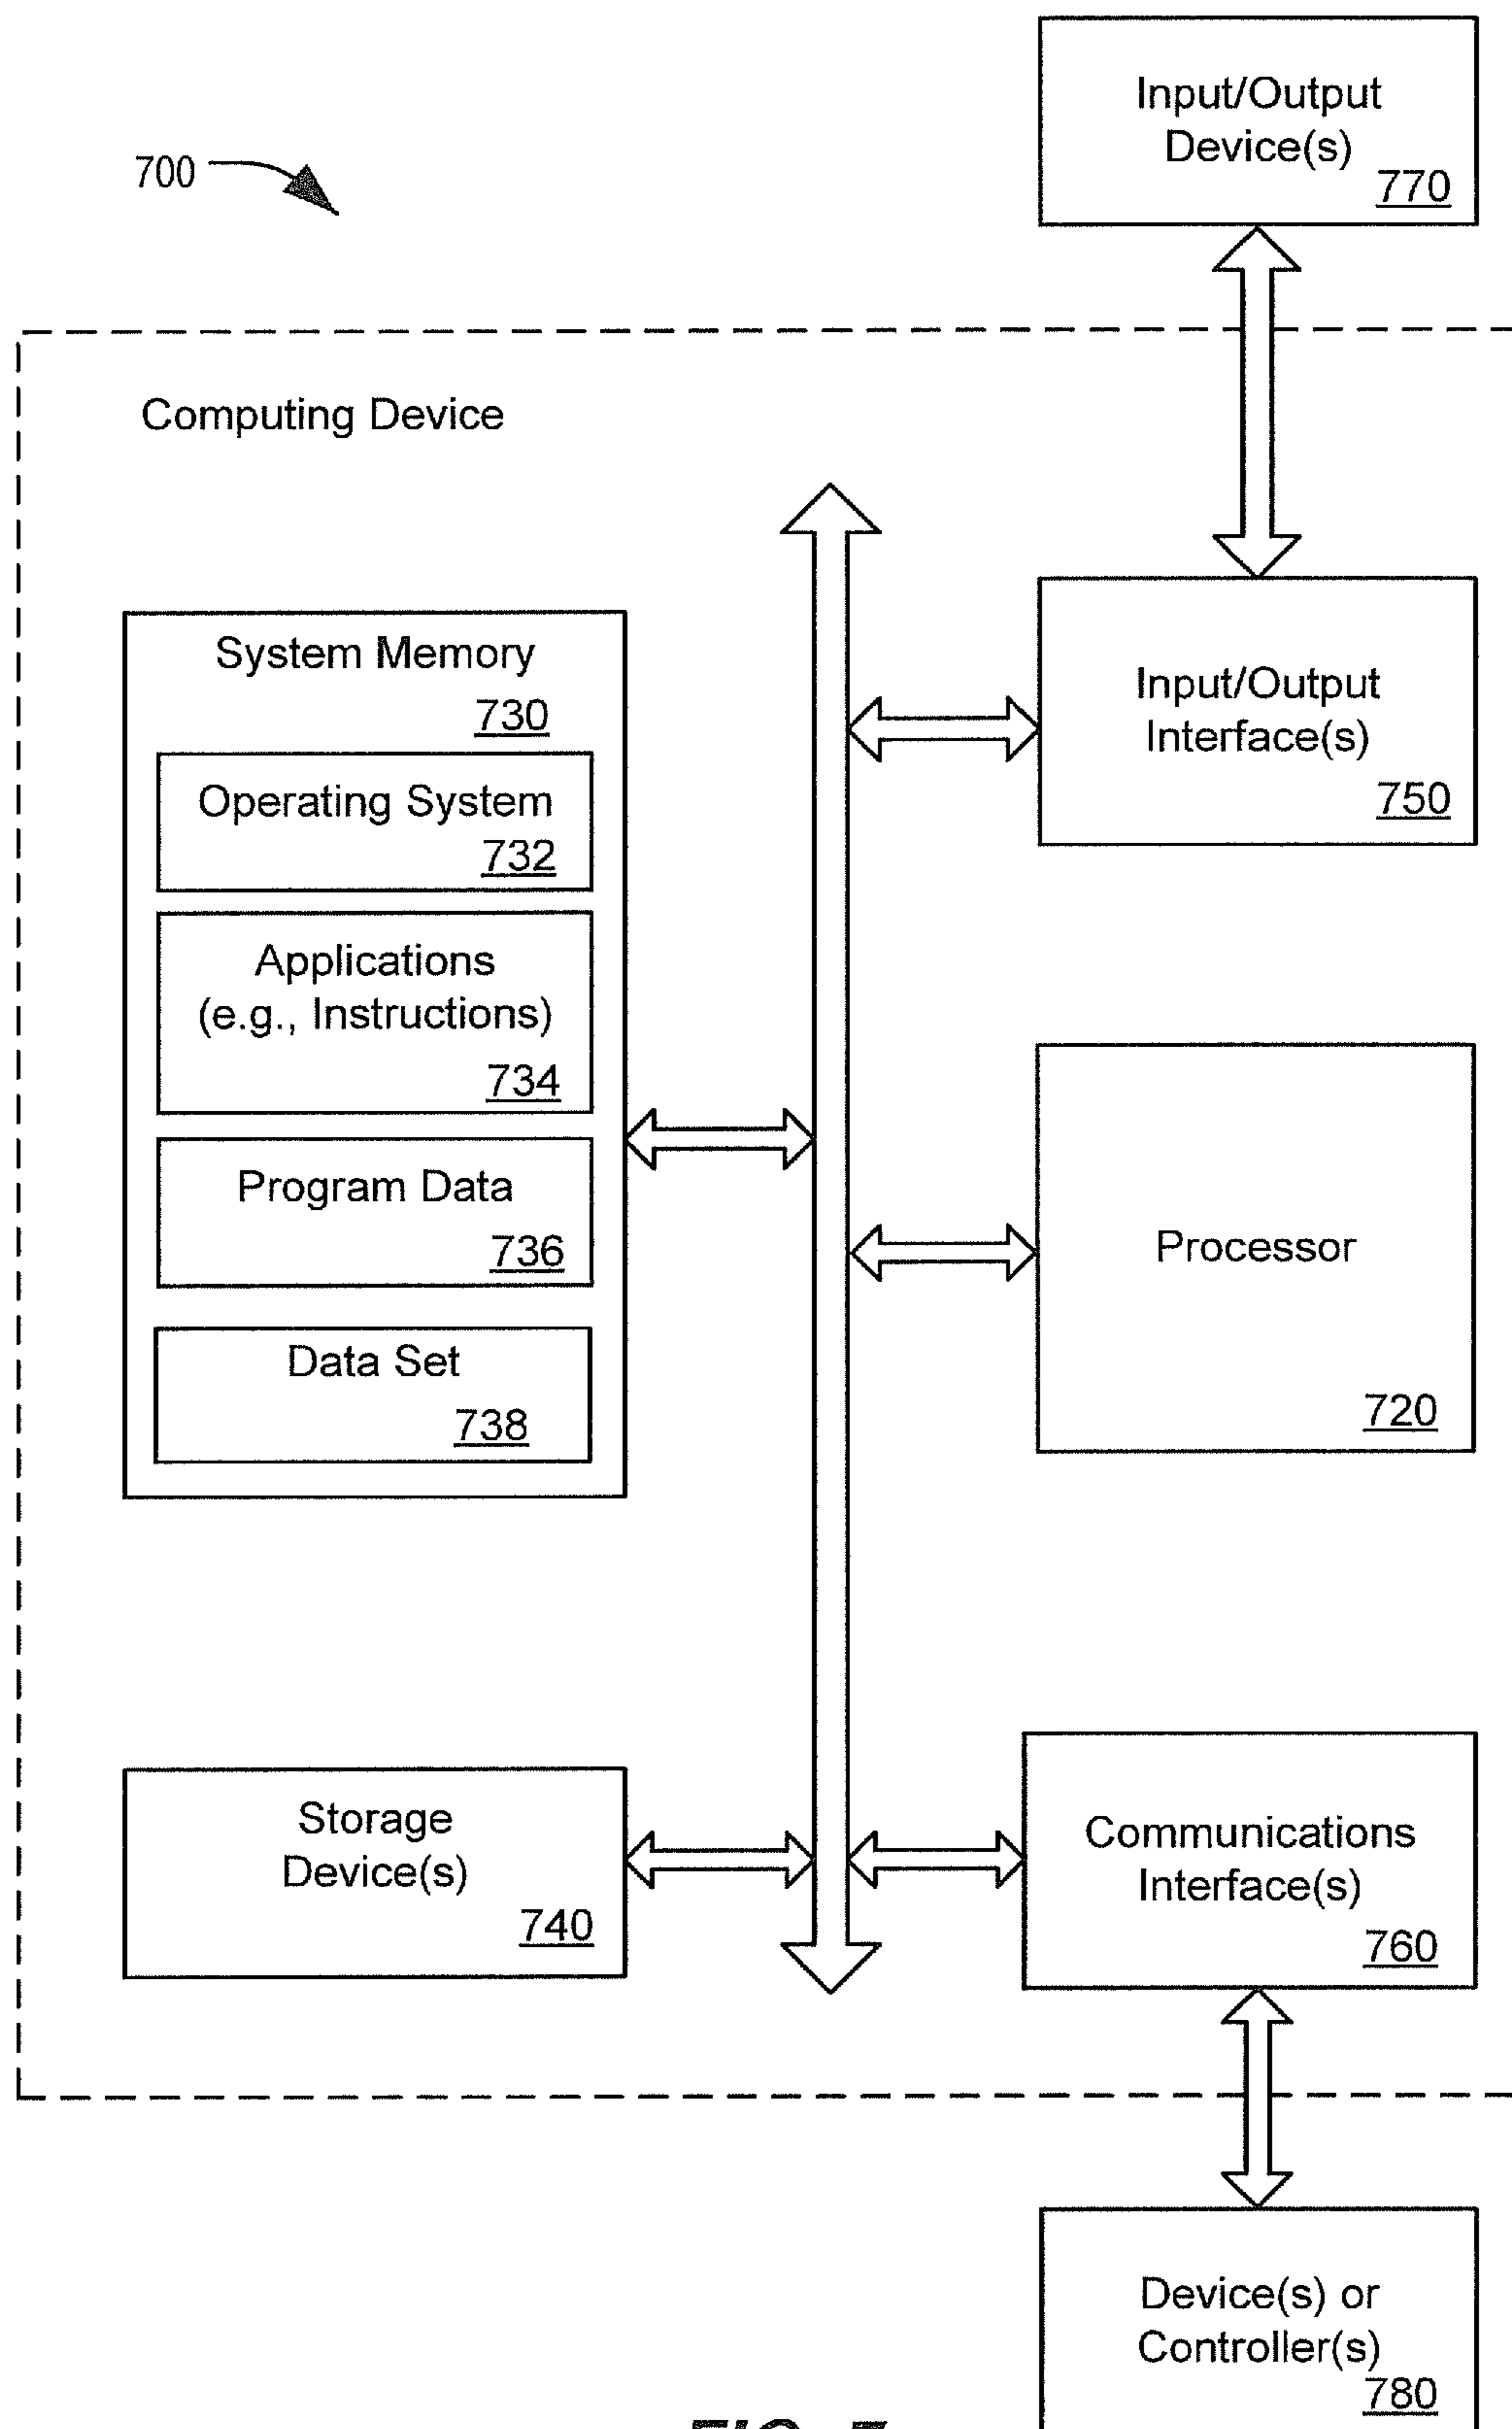 Input/Output
Device(s)
770
700
Computing Device
System Memory
730
Operating System
732
Applications
(e.g., Instructions)
734
Program Data
736
Data Set
738
Input/Output
Interface(s)
750
Processor
720
Storage
Device(s)
740
Communications
Interface(s)
760
Device(s) or
Controller(s)
780